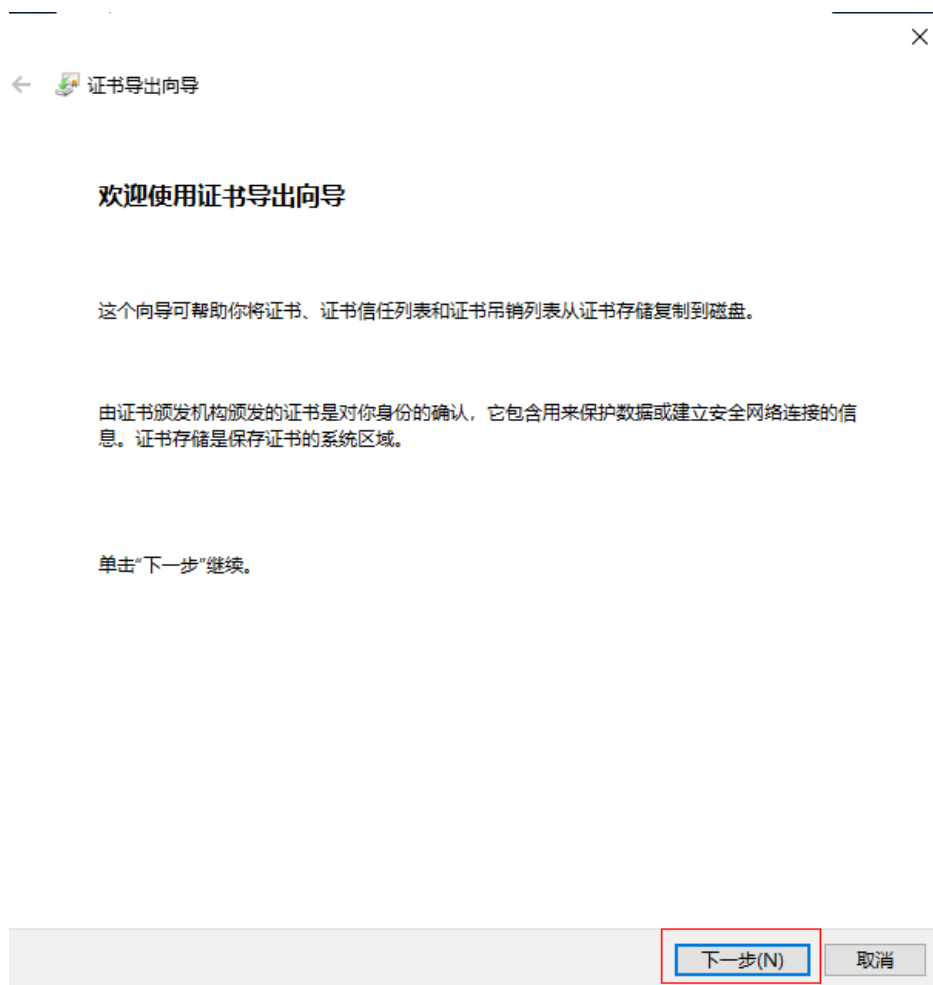 证书导出向导
欢迎使用证书导出向导
这个向导可帮助你将证书、证书信任列表和证书吊销列表从证书存储复制到磁盘。
由证书颁发机构颁发的证书是对你身份的确认，它包含用来保护数据或建立安全网络连接的信
息。证书存储是保存证书的系统区域。
单击“下一步”继续。
下一步(N)
取消